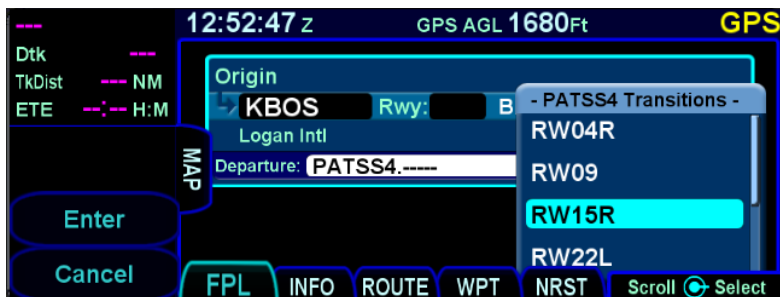 ---
12:52:47 Z GPS AGL 1680Ft GPS
Dtk ---
TkDist --- NM
ETE --:-- H:M
Origin
KBOS Rwy: B
Logan Intl
Departure: PATSS4.-----
- PATSS4 Transitions -
RW04R
RW09
RW15R
RW22L
MAP
Enter
Cancel
FPL INFO ROUTE WPT NRST Scroll Select